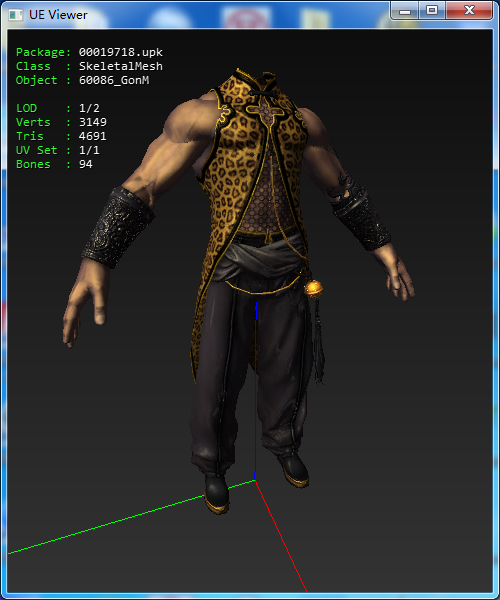 UE Viewer
Package: 00019718.upk
Class : SkeletalMesh
Object : 60086_GonM
LOD : 1/2
Verts : 3149
Tris : 4691
UV Set : 1/1
Bones : 94